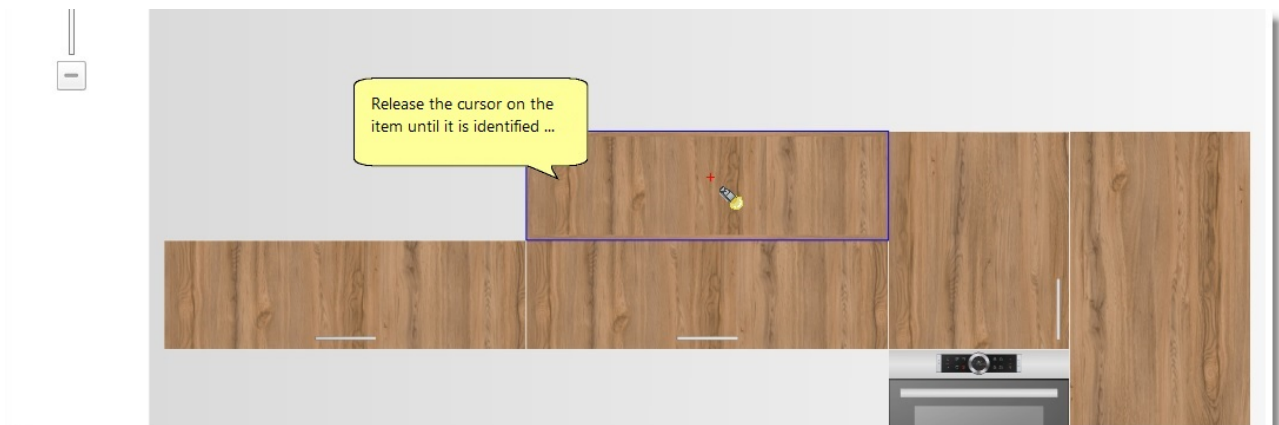 Release the cursor on the
item until it is identified ...